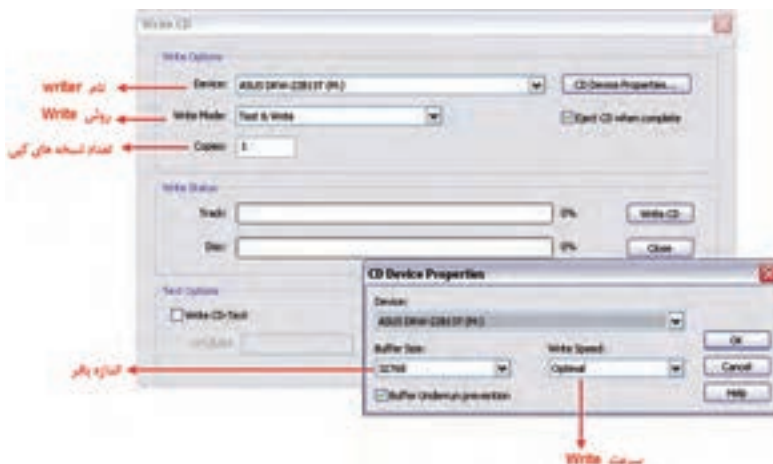 Write CD
Write Options
نام writer
Device:
ASUS DRW-22B1ST (M:)
CD Device Properties...
روش Write
Write Mode:
Test & Write
Eject CD when complete
تعداد نسخه های کپی
Copies:
1
Write Status
Track:
0%
Write CD
Disc:
0%
Close
Text Options
Write CD-Text
CD Device Properties
Device:
ASUS DRW-22B1ST (M:)
OK
Buffer Size:
Write Speed:
اندازه بافر
32768
Optimal
Cancel
Buffer Underrun prevention
Help
سرعت Write